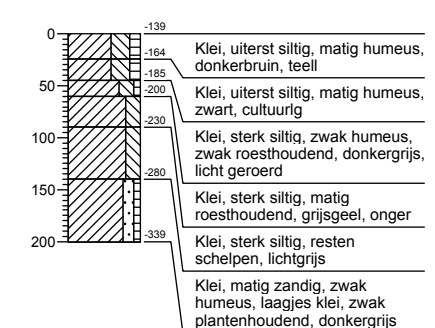 0
50
100
150
200
-139
-164
-185
-200
-230
-280
-339
Klei, uiterst siltig, matig humeus,
donkerbruin, teell
Klei, uiterst siltig, matig humeus,
zwart, cultuurlg
Klei, sterk siltig, zwak humeus,
zwak roesthoudend, donkergrijs,
licht geroerd
Klei, sterk siltig, matig
roesthoudend, grijsgeel, onger
Klei, sterk siltig, resten
schelpen, lichtgrijs
Klei, matig zandig, zwak
humeus, laagjes klei, zwak
plantenhoudend, donkergrijs